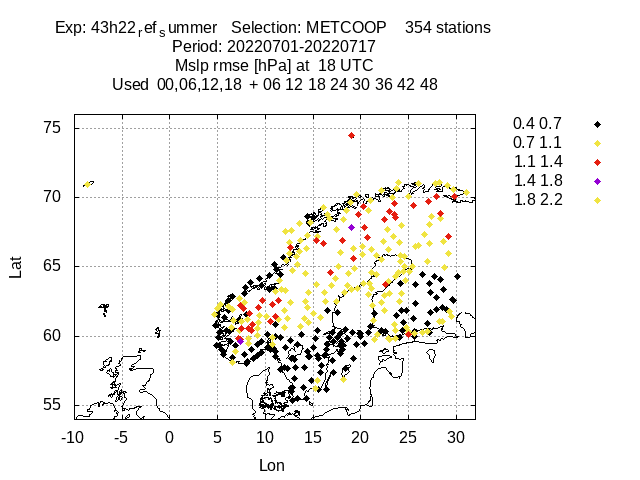 Exp: 43h22ref summer Selection: METCOOP 354 stations
Period: 20220701-20220717
Mslp rmse [hPa] at 18 UTC
Used 00,06,12,18 + 06 12 18 24 30 36 42 48
0.4 0.7
0.7 1.1
1.1 1.4
1.4 1.8
1.8 2.2
75
70
65
60
55
Lat
-10 -5 0 5 10 15 20 25 30
Lon